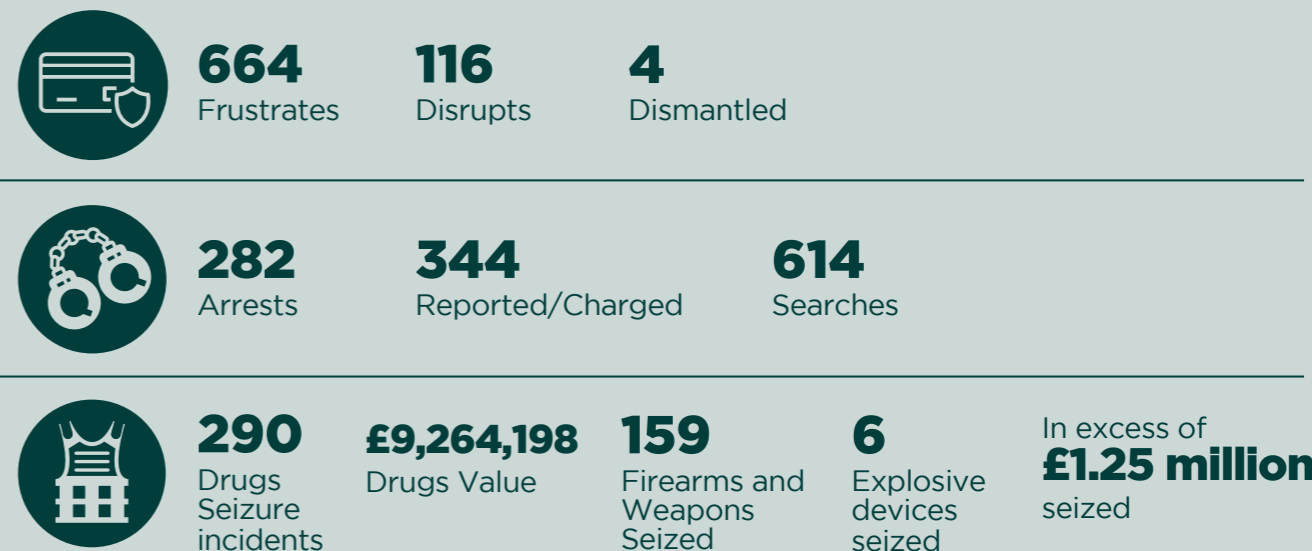 664
Frustrates
116
Disrupts
4
Dismantled
282
Arrests
344
Reported/Charged
614
Searches
290
Drugs
Seizure
incidents
£9,264,198
Drugs Value
159
Firearms and
Weapons
Seized
6
Explosive
devices
seized
In excess of
£1.25 million
seized